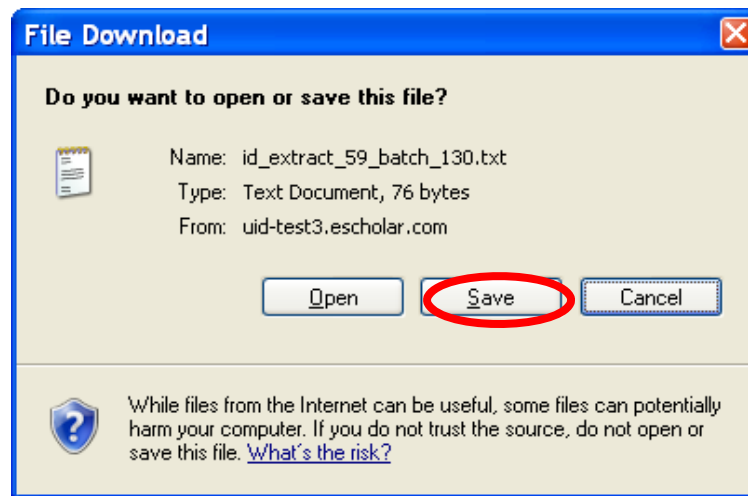 File Download
Do you want to open or save this file?
Name: id_extract_59_batch_130.txt
Type: Text Document, 76 bytes
From: uid-test3.escholar.com
Open Save Cancel
While files from the Internet can be useful, some files can potentially
harm your computer. If you do not trust the source, do not open or
save this file. What's the risk?